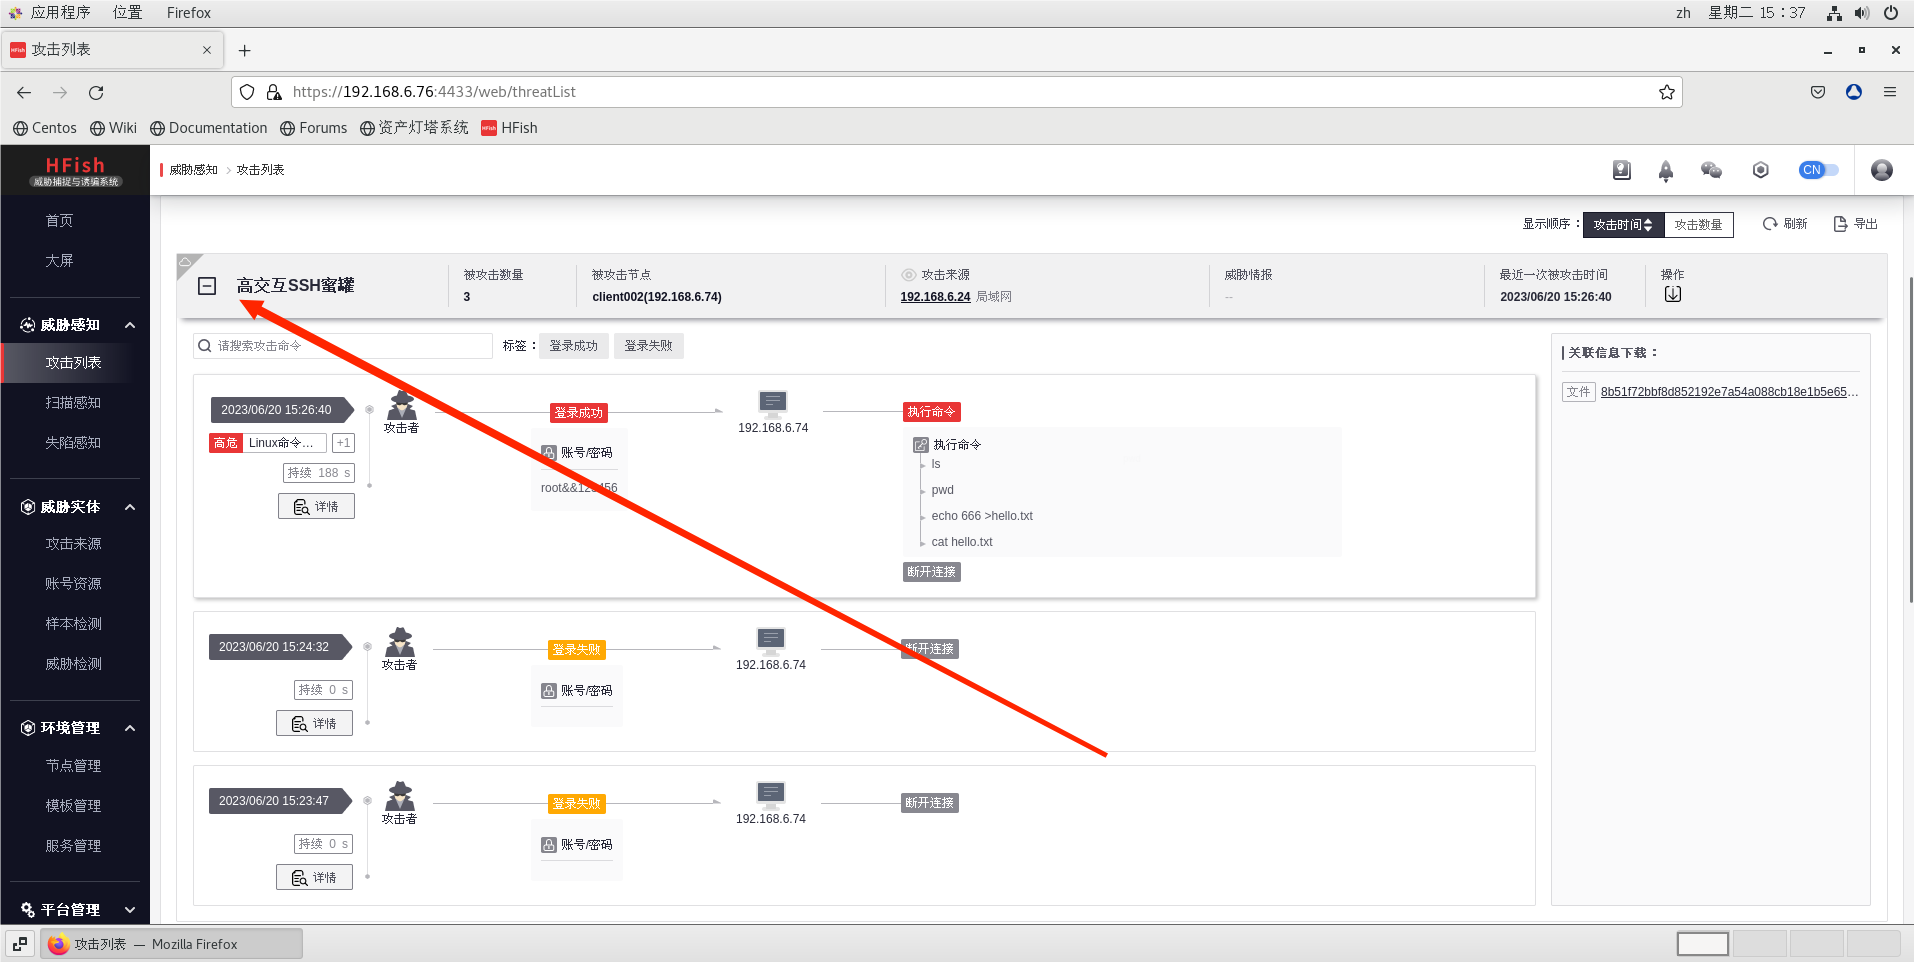 应用程序 位置 Firefox zh 星期二 15：37
攻击列表
https://192.168.6.76:4433/web/threatList
Centos Wiki Documentation Forums 资产灯塔系统 HFish
HFish
威胁捕捉与诱骗系统
威胁感知 攻击列表 CN
首页
大屏
威胁感知
攻击列表
扫描感知
失陷感知
威胁实体
攻击来源
账号资源
样本检测
威胁检测
环境管理
节点管理
模板管理
服务管理
平台管理
显示顺序： 攻击时间 攻击数量 刷新 导出
高交互SSH蜜罐
被攻击数量
3
被攻击节点
client002(192.168.6.74)
攻击来源
192.168.6.24 局域网
威胁情报
--
最近一次被攻击时间
2023/06/20 15:26:40
操作
请搜索攻击命令 标签： 登录成功 登录失败
2023/06/20 15:26:40
高危 Linux命令... +1
持续 188 s
详情
攻击者
登录成功
账号/密码
root&&123456
192.168.6.74
执行命令
执行命令
ls
pwd
echo 666 >hello.txt
cat hello.txt
断开连接
2023/06/20 15:24:32
持续 0 s
详情
攻击者
登录失败
账号/密码
192.168.6.74
断开连接
2023/06/20 15:23:47
持续 0 s
详情
攻击者
登录失败
账号/密码
192.168.6.74
断开连接
关联信息下载：
文件 8b51f72bbf8d852192e7a54a088cb18e1b5e65...
攻击列表 — Mozilla Firefox